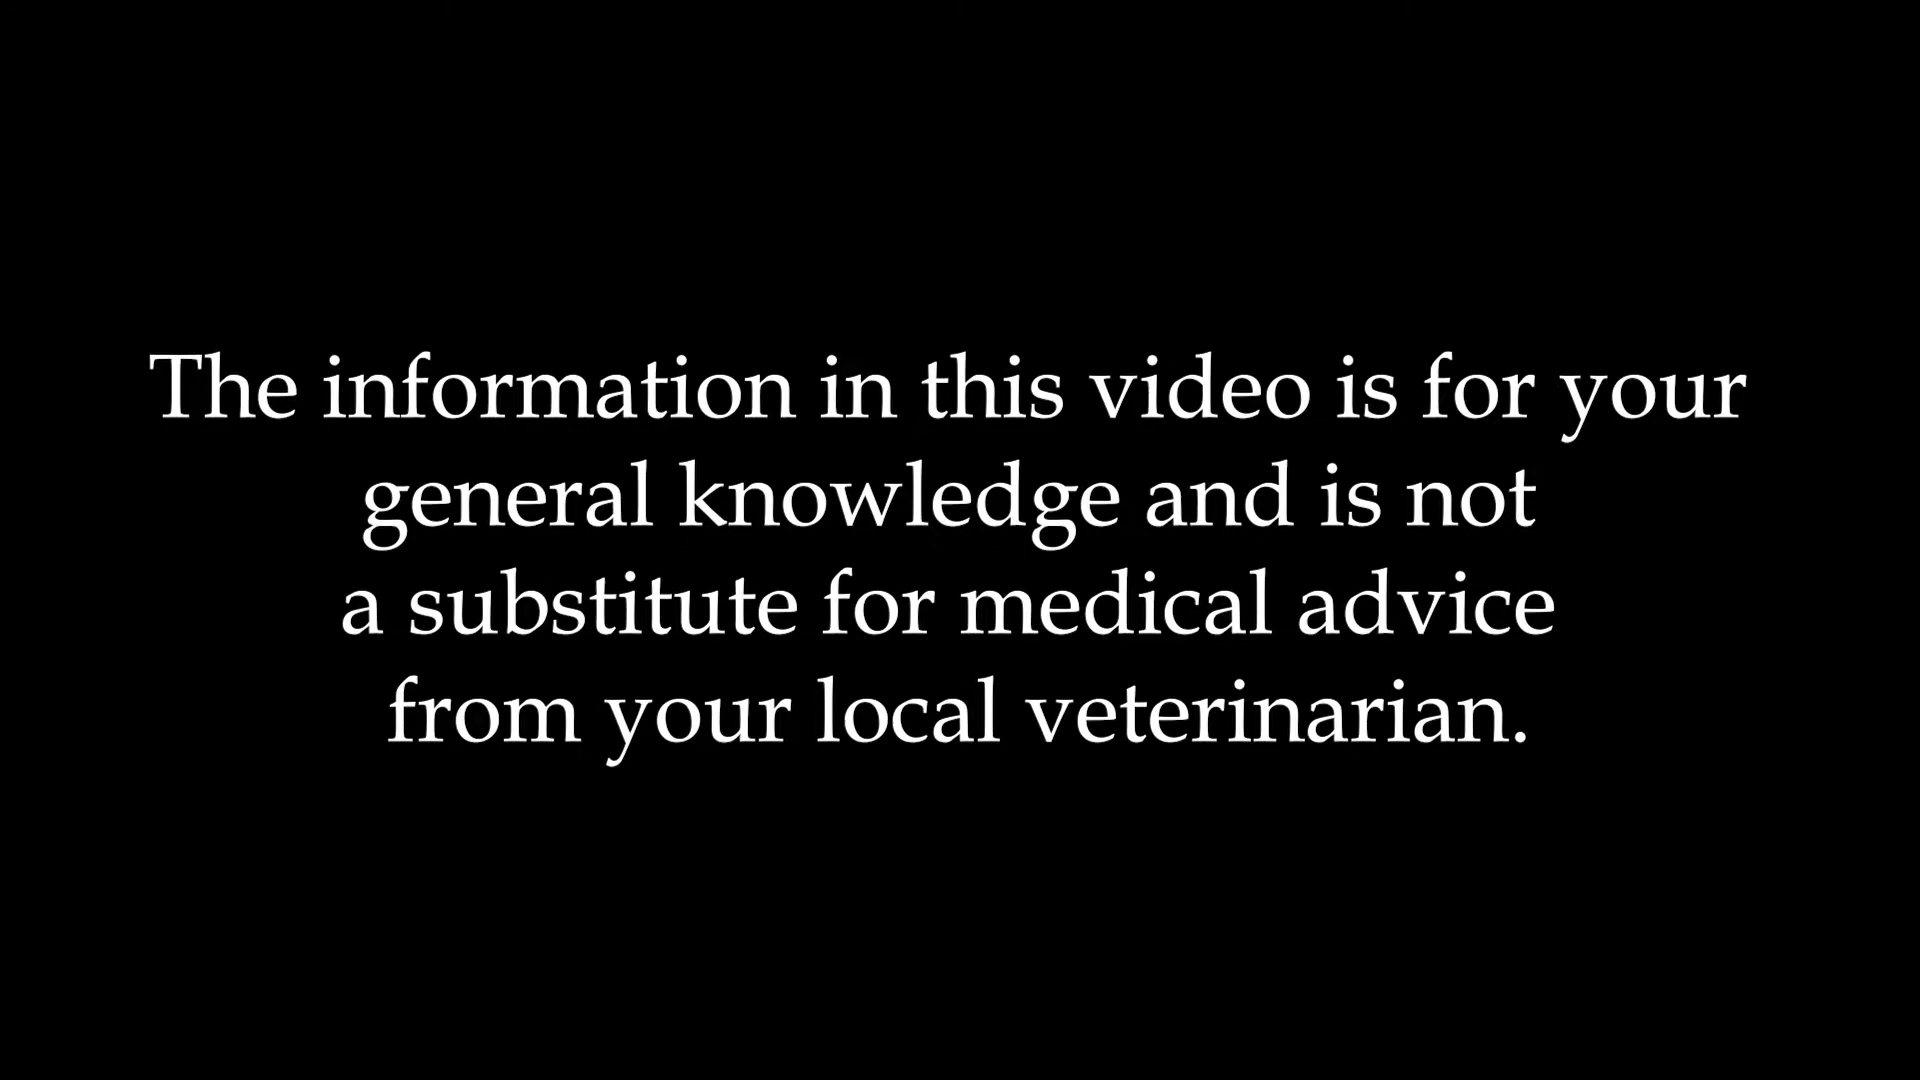 The information in this video is for your
general knowledge and is not
a substitute for medical advice
from your local veterinarian.